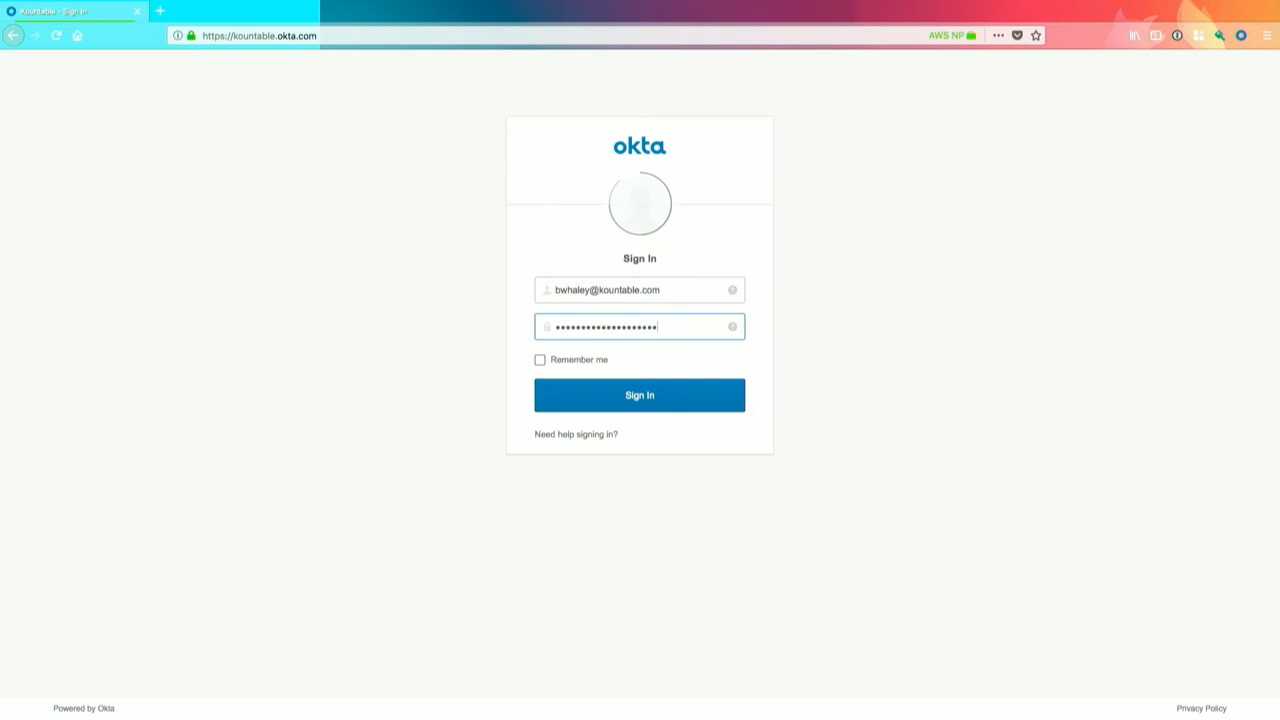 Kountable - Sign In
https://kountable.okta.com
AWS NP
okta
Sign In
bwhaley@kountable.com
Remember me
Sign In
Need help signing in?
Powered by Okta
Privacy Policy